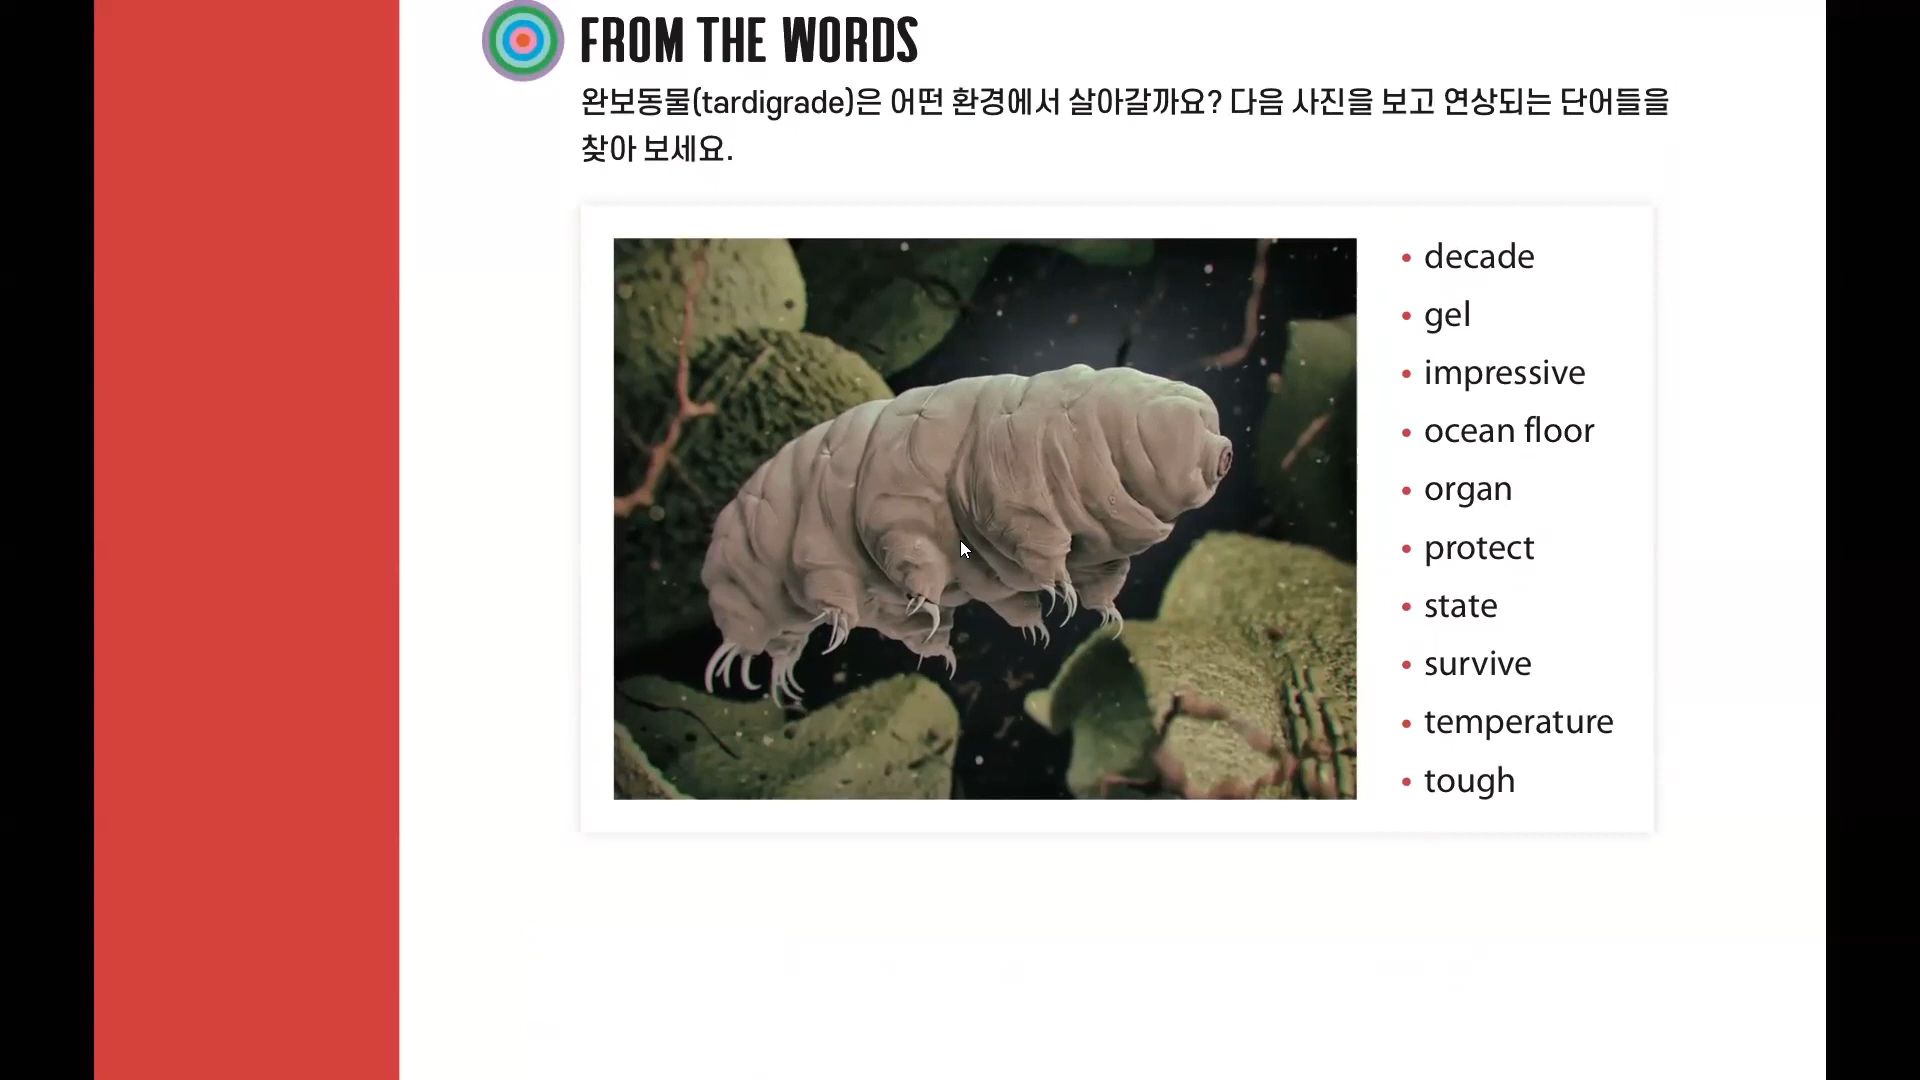 FROM THE WORDS
완보동물(tardigrade)은 어떤 환경에서 살아갈까요? 다음 사진을 보고 연상되는 단어들을
찾아 보세요.
• decade
• gel
• impressive
• ocean floor
• organ
• protect
• state
• survive
• temperature
• tough